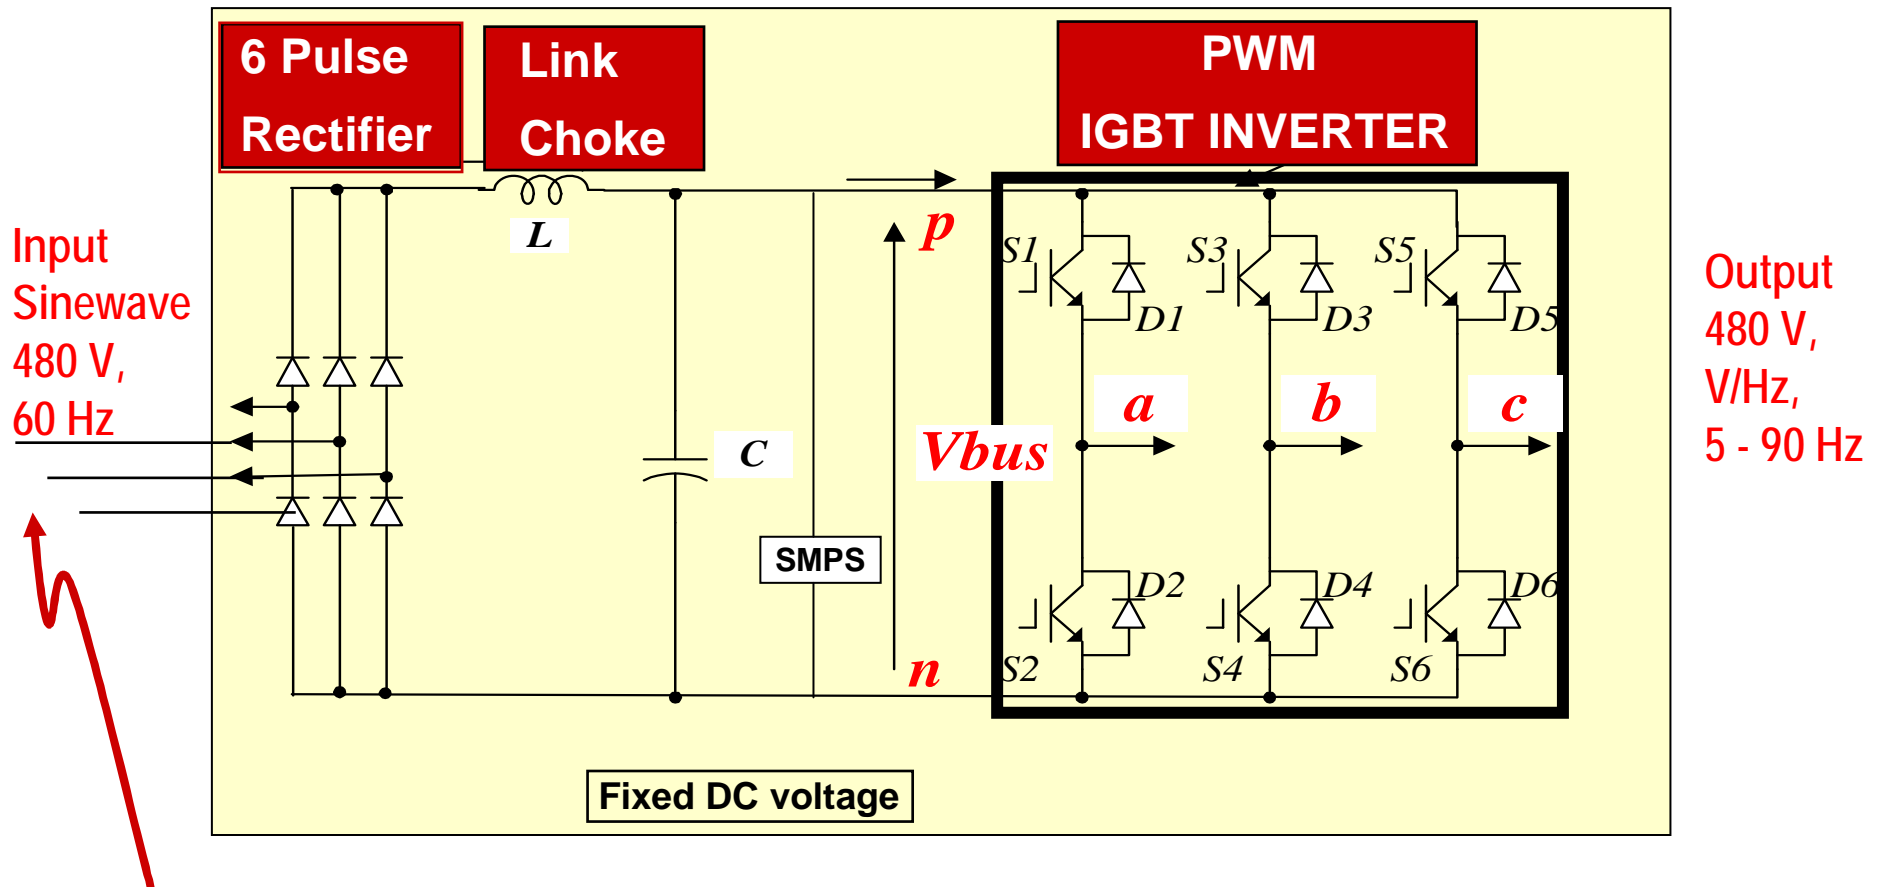 6 Pulse
Rectifier
Link
Choke
PWM
IGBT INVERTER
Input
Sinewave
480 V,
60 Hz
L
p
S1
S3
S5
D1
D3
D5
Output
480 V,
V/Hz,
5 - 90 Hz
a
b
c
C
Vbus
SMPS
D2
D4
D6
n
S2
S4
S6
Fixed DC voltage